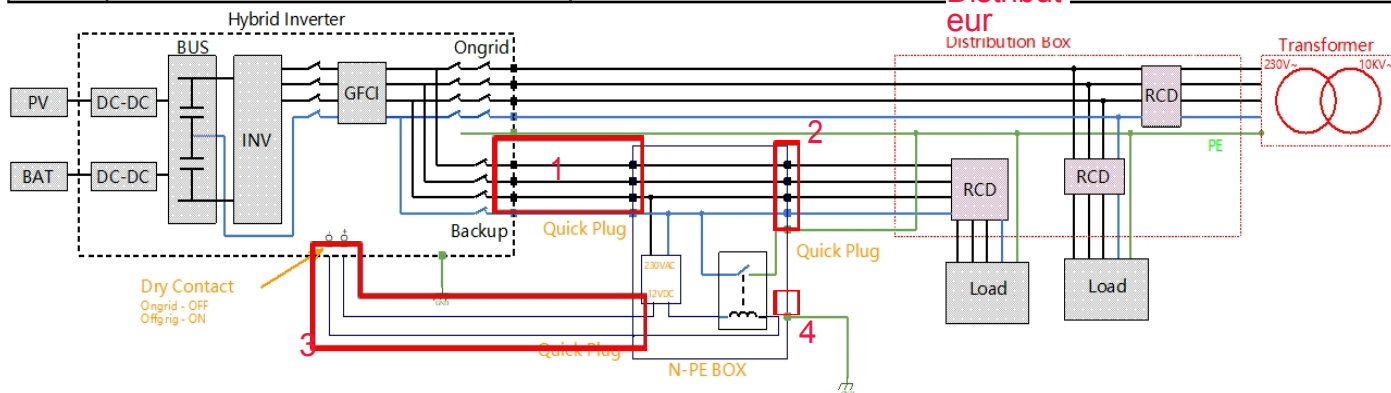 Distribut
eur
Hybrid Inverter
Distribution Box
Transformer
BUS
Ongrid
230V~
10KV~
PV
DC-DC
GFCI
RCD
INV
2
PE
1
BAT
DC-DC
RCD
RCD
Backup
Quick Plug
Quick Plug
Dry Contact
Ongrid - OFF
Offgrig - ON
230VAC
12VDC
Load
Load
GND
3
4
Quick Plug
N-PE BOX